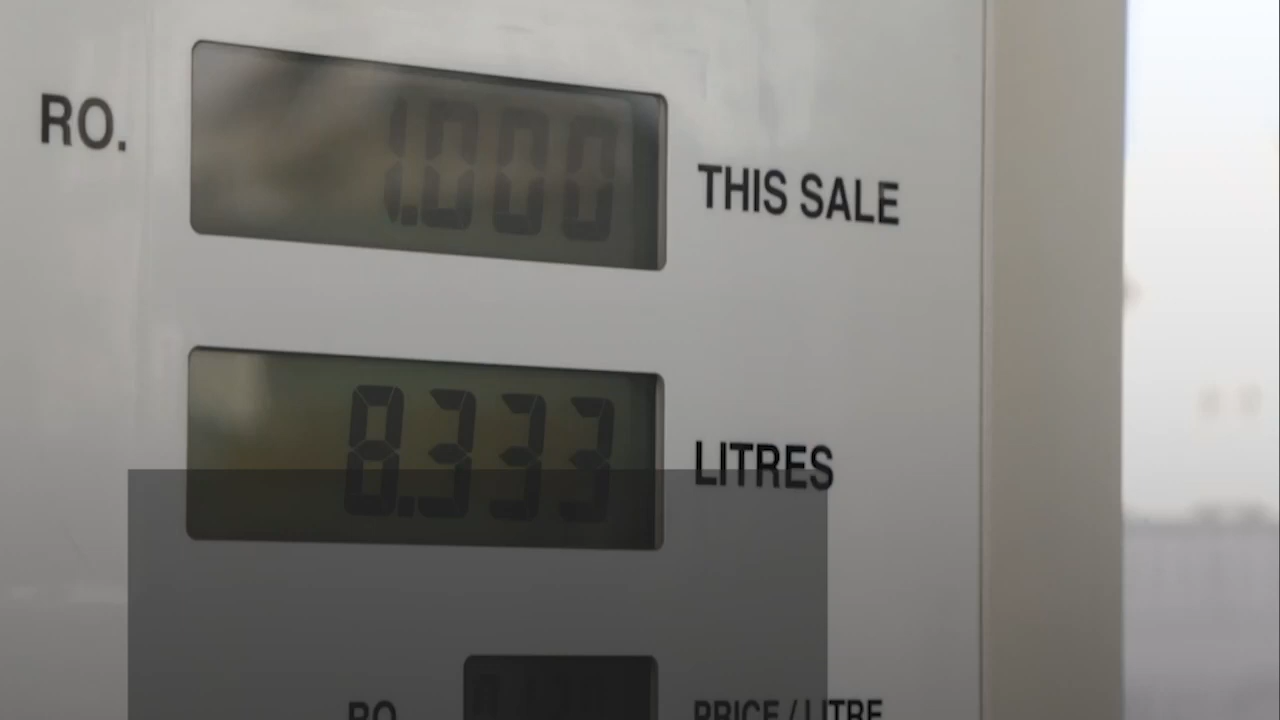 RO. 1.000 THIS SALE
8.333 LITRES
RO. PRICE / LITRE